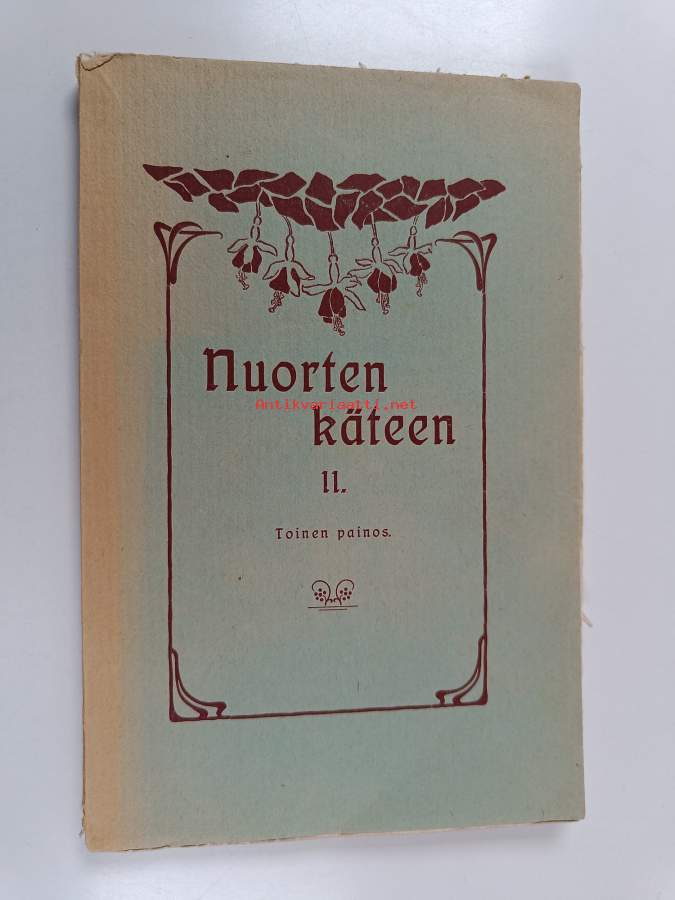 Nuorten
Antikvariaatti.net
käteen
II.
Toinen painos.